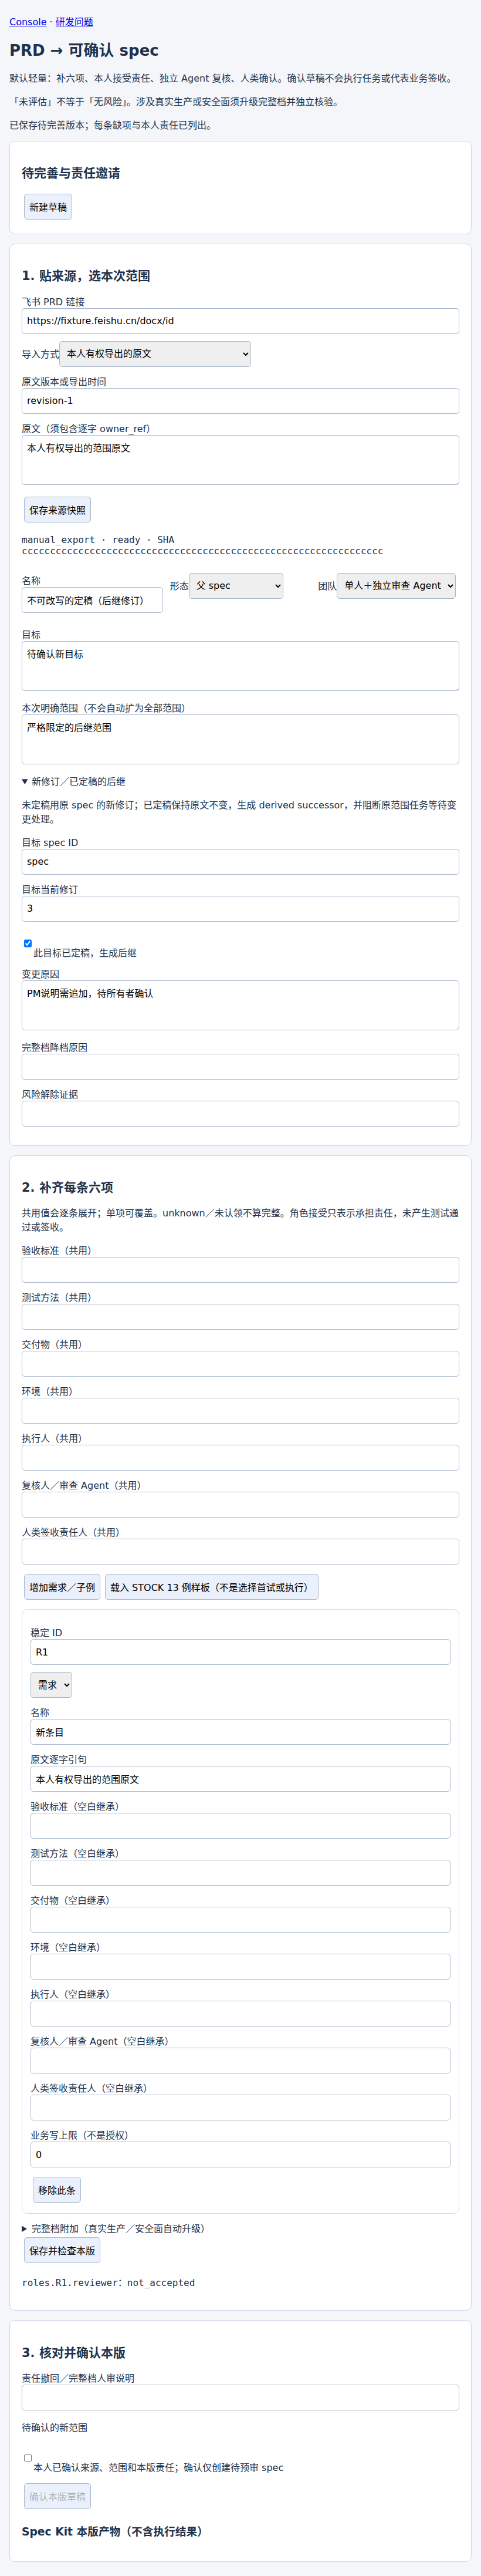 Console · 研发问题
PRD → 可确认 spec
默认轻量：补六项、本人接受责任、独立 Agent 复核、人类确认。确认草稿不会执行任务或代表业务签收。
「未评估」不等于「无风险」。涉及真实生产或安全面须升级完整档并独立核验。
已保存待完善版本；每条缺项与本人责任已列出。
待完善与责任邀请
新建草稿
1. 贴来源，选本次范围
飞书 PRD 链接
https://fixture.feishu.cn/docx/id
导入方式 本人有权导出的原文
原文版本或导出时间
revision-1
原文（须包含逐字 owner_ref）
本人有权导出的范围原文
保存来源快照
manual_export · ready · SHA
cccccccccccccccccccccccccccccccccccccccccccccccccccccccccccccccc
名称
不可改写的定稿（后继修订）
形态 父 spec
团队 单人＋独立审查 Agent
目标
待确认新目标
本次明确范围（不会自动扩为全部范围）
严格限定的后继范围
▼ 新修订／已定稿的后继
未定稿用原 spec 的新修订；已定稿保持原文不变，生成 derived successor，并阻断原范围任务等待变
更处理。
目标 spec ID
spec
目标当前修订
3
此目标已定稿，生成后继
变更原因
PM说明需追加，待所有者确认
完整档降档原因
风险解除证据
2. 补齐每条六项
共用值会逐条展开；单项可覆盖。unknown／未认领不算完整。角色接受只表示承担责任，未产生测试通
过或签收。
验收标准（共用）
测试方法（共用）
交付物（共用）
环境（共用）
执行人（共用）
复核人／审查 Agent（共用）
人类签收责任人（共用）
增加需求／子例 载入 STOCK 13 例样板（不是选择首试或执行）
稳定 ID
R1
需求
名称
新条目
原文逐字引句
本人有权导出的范围原文
验收标准（空白继承）
测试方法（空白继承）
交付物（空白继承）
环境（空白继承）
执行人（空白继承）
复核人／审查 Agent（空白继承）
人类签收责任人（空白继承）
业务写上限（不是授权）
0
移除此条
▶ 完整档附加（真实生产／安全面自动升级）
保存并检查本版
roles.R1.reviewer：not_accepted
3. 核对并确认本版
责任撤回／完整档人审说明
待确认的新范围
本人已确认来源、范围和本版责任；确认仅创建待预审 spec
确认本版草稿
Spec Kit 本版产物（不含执行结果）